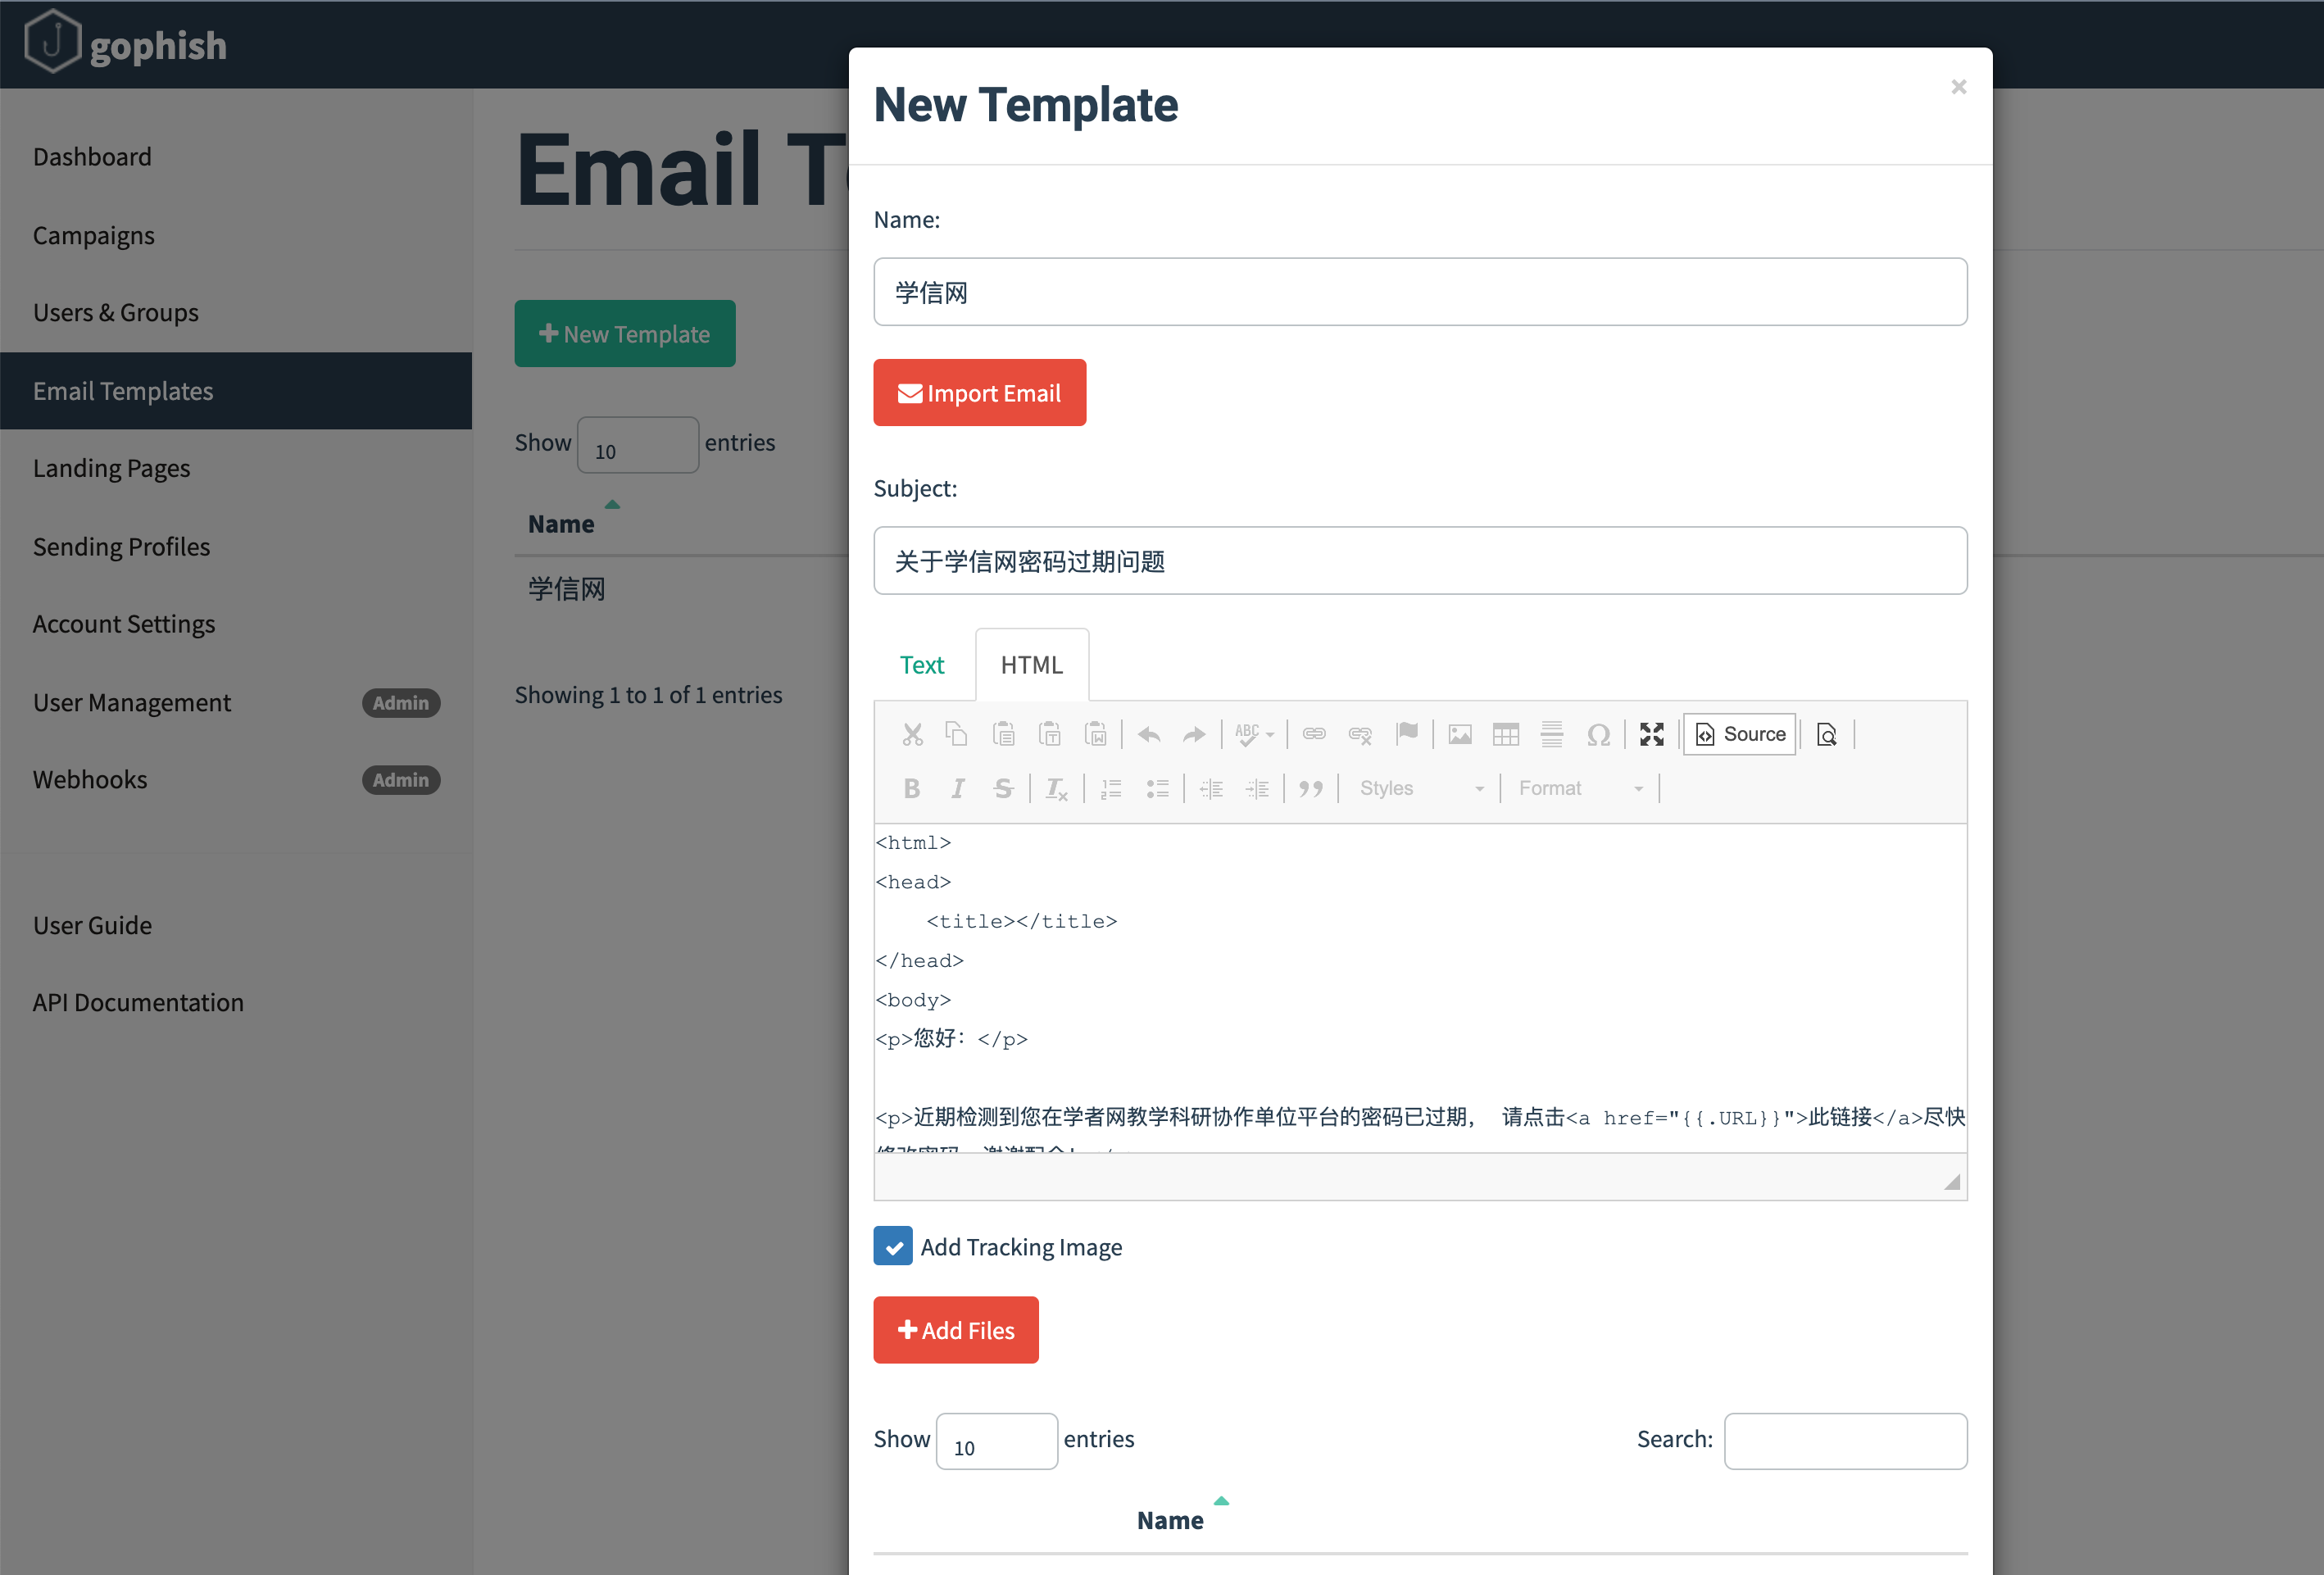 gophish
Dashboard
Campaigns
Users & Groups
Email Templates
Landing Pages
Sending Profiles
Account Settings
User Management Admin
Webhooks Admin
User Guide
API Documentation
Email T
New Template
Show 10 entries
Name
学信网
Showing 1 to 1 of 1 entries
New Template
×
Name:
学信网
Import Email
Subject:
关于学信网密码过期问题
Text HTML
ABC Source
B I S Styles Format
<html>
<head>
<title></title>
</head>
<body>
<p>您好：</p>
<p>近期检测到您在学者网教学科研协作单位平台的密码已过期， 请点击<a href="{{.URL}}">此链接</a>尽快
Add Tracking Image
Add Files
Show 10 entries
Search:
Name